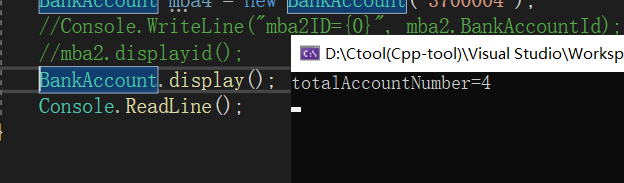 BankAccount mba4 = new BankAccount("3700004");
//Console.WriteLine("mba2ID={0}", mba2.BankAccountId);
//mba2.displayid();
BankAccount.display();
Console.ReadLine();
}
D:\Ctool(Cpp-tool)\Visual Studio\Worksp
totalAccountNumber=4